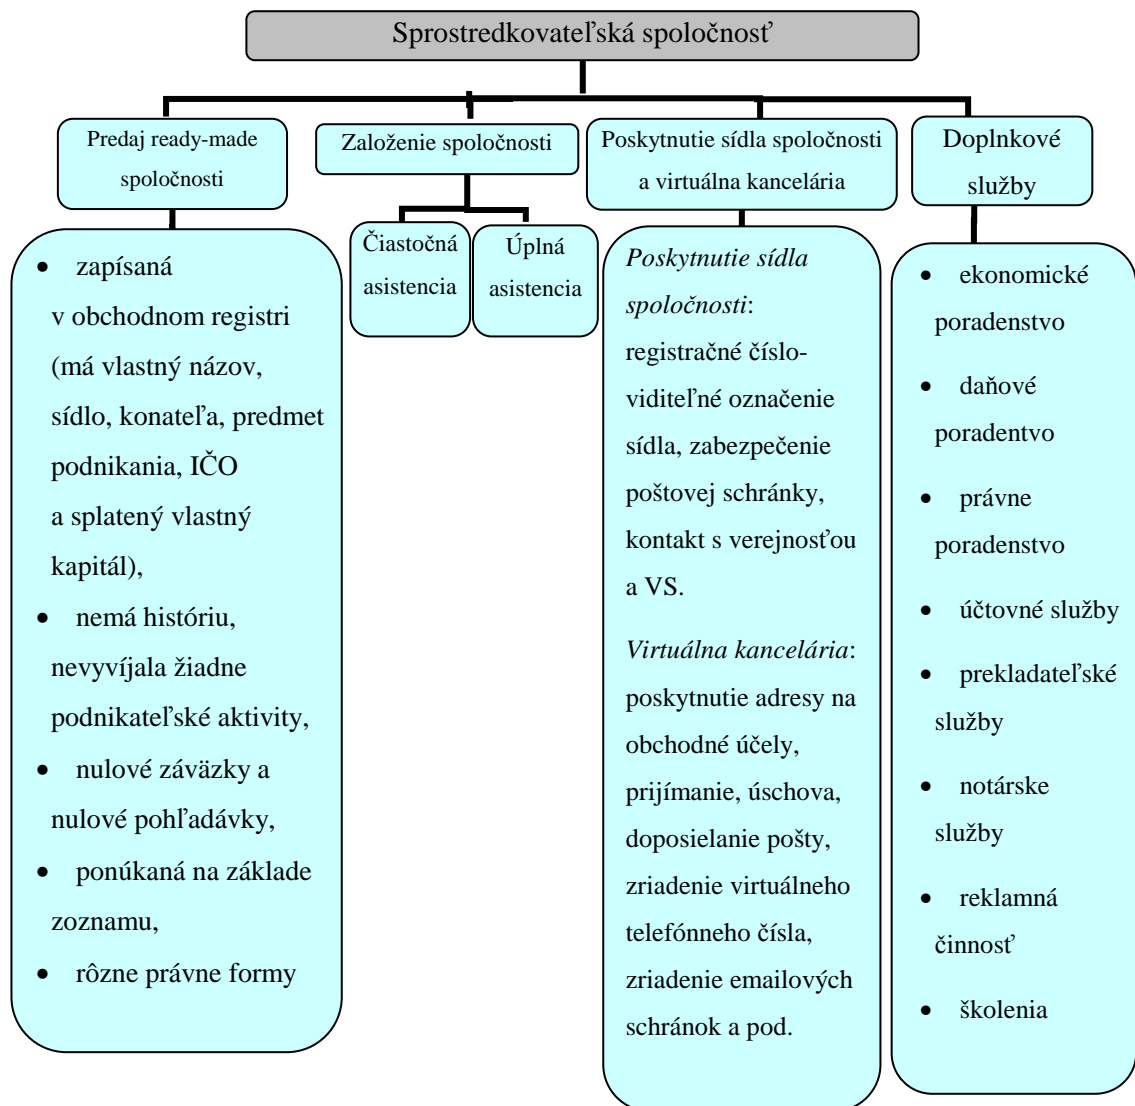 Sprostredkovateľská spoločnosť
Predaj ready-made
spoločnosti
Založenie spoločnosti
Poskytnutie sídla spoločnosti
a virtuálna kancelária
Doplnkové
služby
• zapísaná
v obchodnom registri
(má vlastný názov,
sídlo, konateľa, predmet
podnikania, IČO
a splatený vlastný
kapitál),
• nemá históriu,
nevyvíjala žiadne
podnikateľské aktivity,
• nulové záväzky a
nulové pohľadávky,
• ponúkaná na základe
zoznamu,
• rôzne právne formy
Čiastočná
asistencia
Úplná
asistencia
Poskytnutie sídla
spoločnosti:
registračné číslo-
viditeľné označenie
sídla, zabezpečenie
poštovej schránky,
kontakt s verejnosťou
a VS.
Virtuálna kancelária:
poskytnutie adresy na
obchodné účely,
prijímanie, úschova,
doposielanie pošty,
zriadenie virtuálneho
telefónneho čísla,
zriadenie emailových
schránok a pod.
• ekonomické
poradenstvo
• daňové
poradentvo
• právne
poradenstvo
• účtovné služby
• prekladateľské
služby
• notárske
služby
• reklamná
činnosť
• školenia